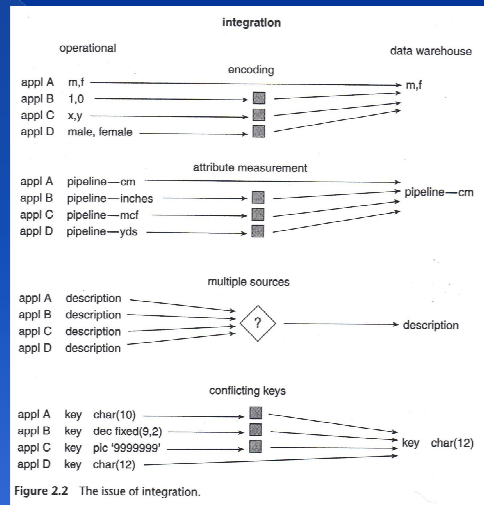 integration
operational
data warehouse
encoding
appl A m,f
m,f
appl B 1,0
appl C x,y
appl D male, female
attribute measurement
appl A pipeline—cm
appl B pipeline—inches
pipeline—cm
appl C pipeline—mcf
appl D pipeline—yds
multiple sources
appl A description
appl B description
?
description
appl C description
appl D description
conflicting keys
appl A key char(10)
appl B key dec fixed(9,2)
key char(12)
appl C key pic '9999999'
appl D key char(12)
Figure 2.2 The issue of integration.